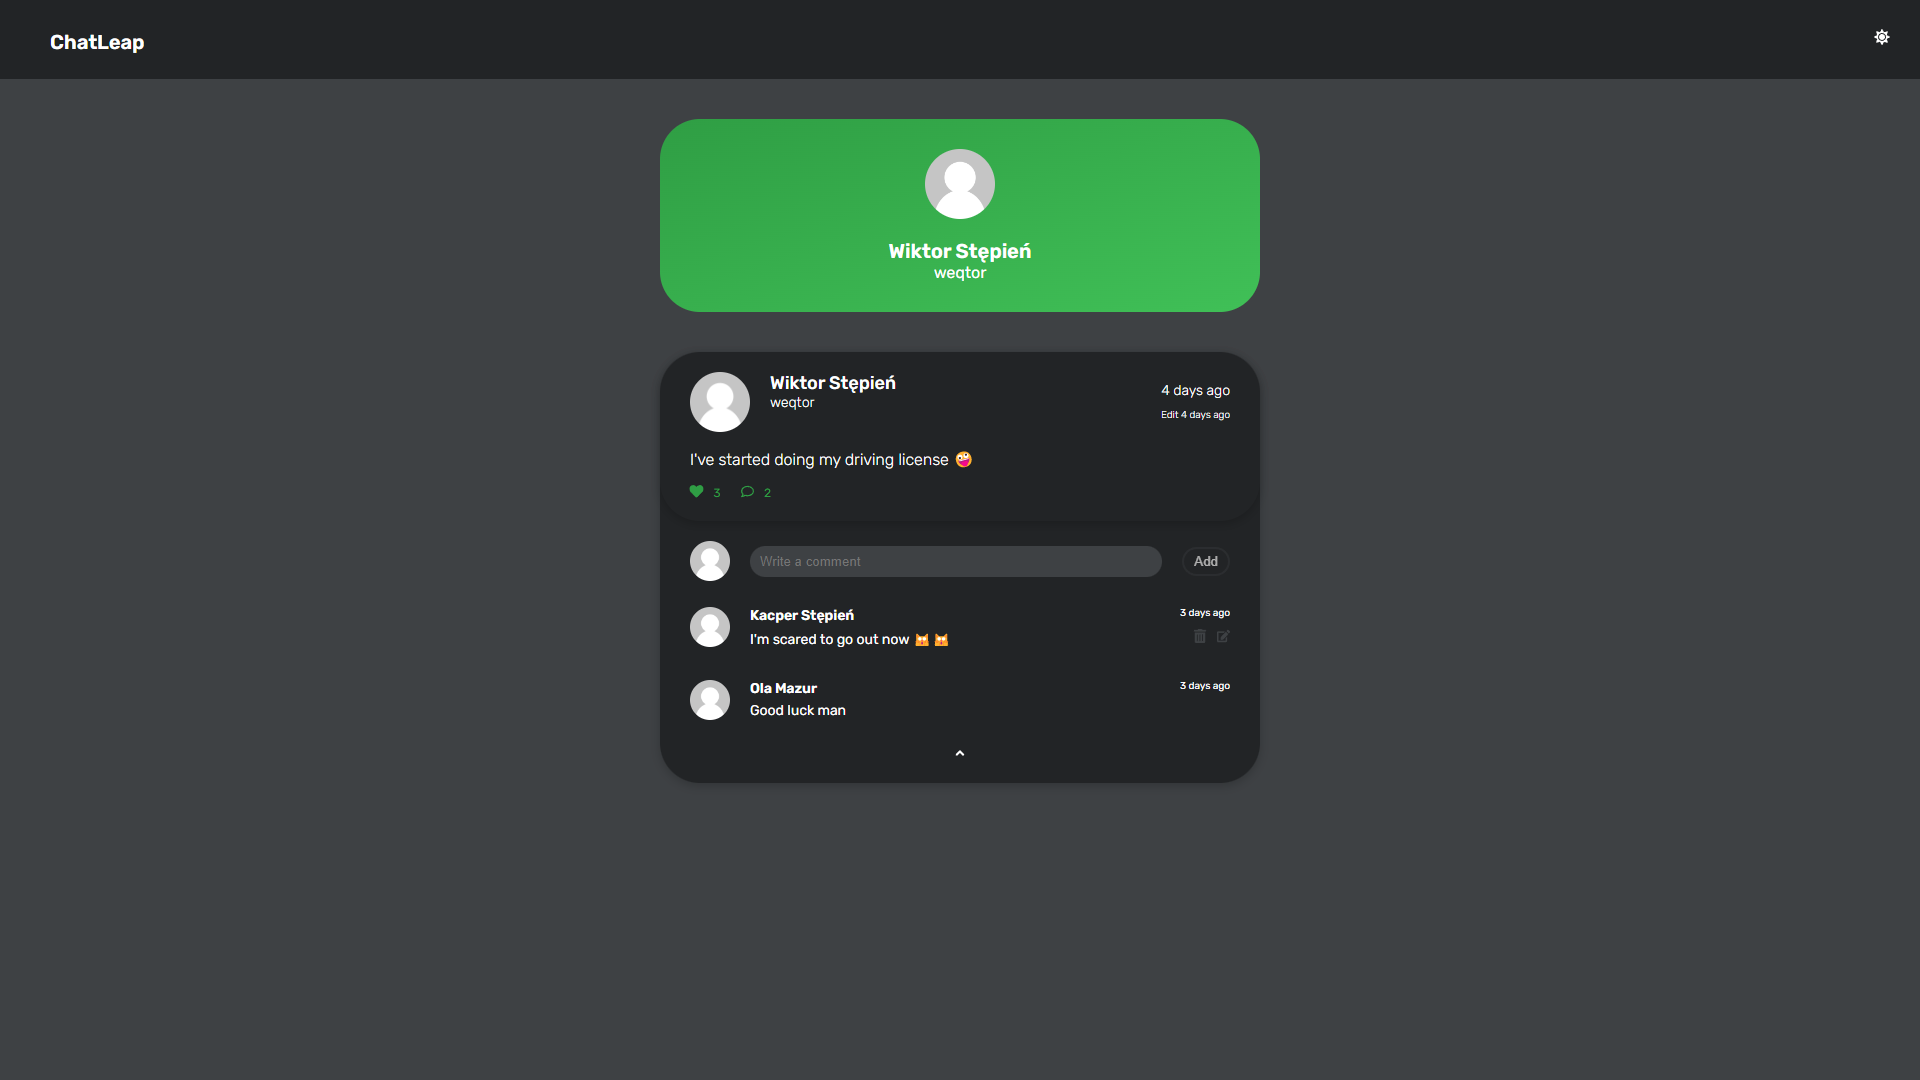 ChatLeap
Wiktor Stępień
weqtor
Wiktor Stępień
weqtor
4 days ago
Edit 4 days ago
I've started doing my driving license 🤪
3
2
Write a comment
Add
Kacper Stępień
3 days ago
I'm scared to go out now 🙀🙀
Ola Mazur
3 days ago
Good luck man